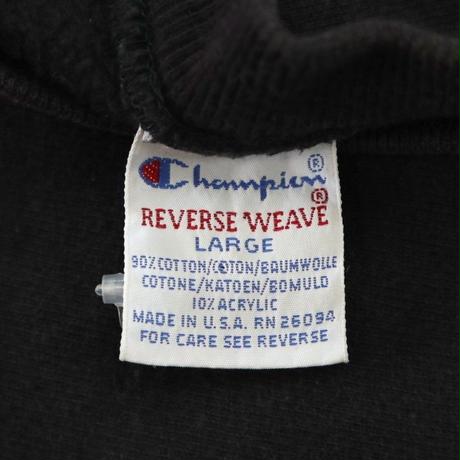 Champion®
REVERSE WEAVE®
LARGE
90% COTTON/COTON/BAUMWOLLE
COTONE/KATOEN/BOMULD
10% ACRYLIC
MADE IN U.S.A. RN 26094
FOR CARE SEE REVERSE